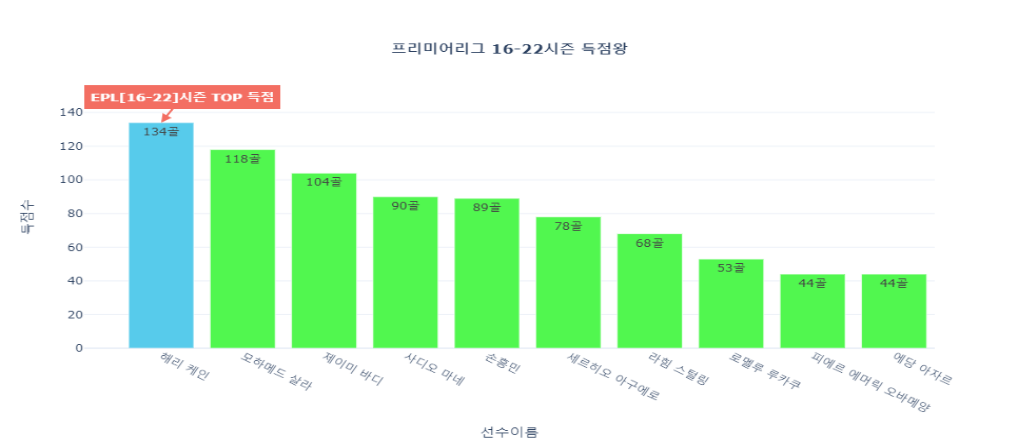 프리미어리그 16-22시즌 득점왕
EPL[16-22]시즌 TOP 득점
140
120
100
80
60
40
20
0
득점수
134골
118골
104골
90골
89골
78골
68골
53골
44골
44골
해리 케인
모하메드 살라
제이미 바디
사디오 마네
손흥민
세르히오 아구에로
라힘 스털링
로멜루 루카쿠
피에르 에머릭 오바메양
에당 아자르
선수이름